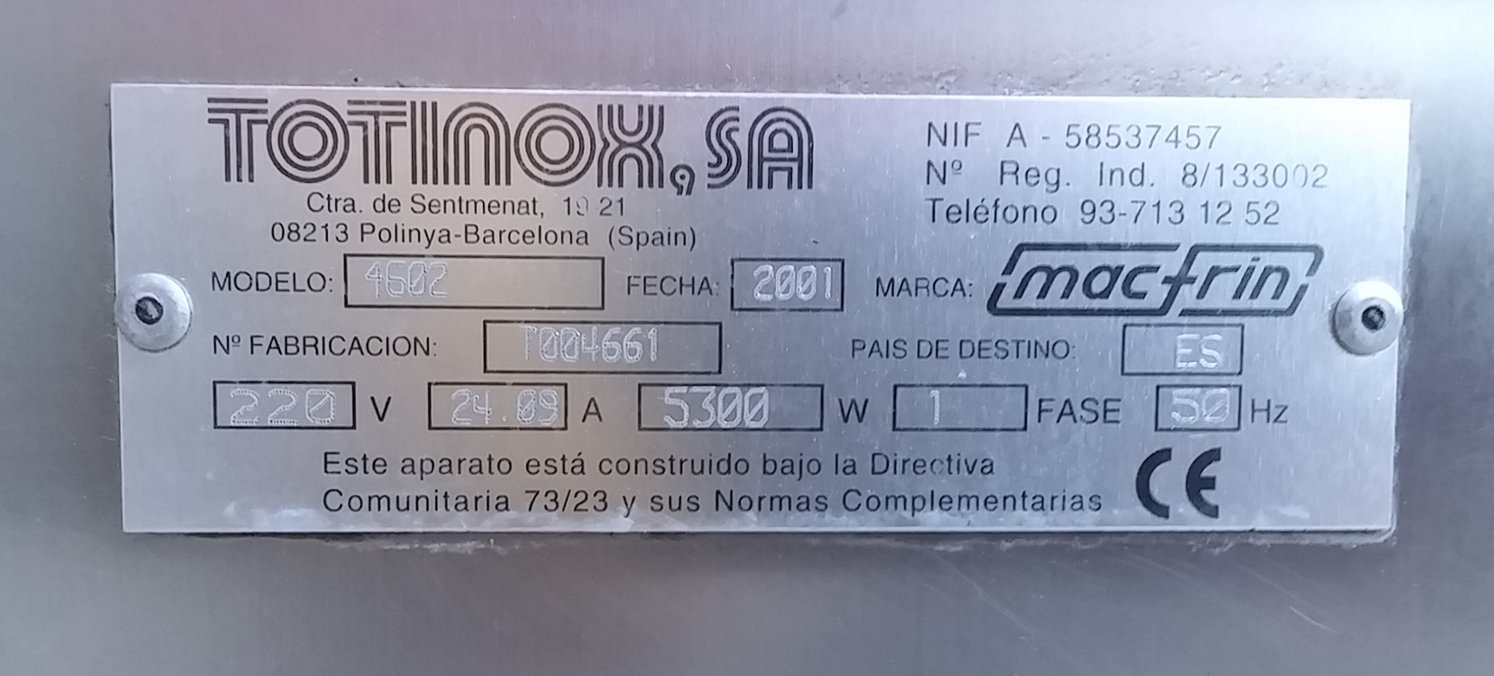 TOTINOX, SA
Ctra. de Sentmenat, 19 21
08213 Polinya-Barcelona (Spain)
NIF A - 58537457
Nº Reg. Ind. 8/133002
Teléfono 93-713 12 52
MODELO: 4602 FECHA: 2001 MARCA: macfrin
Nº FABRICACION: T004661 PAIS DE DESTINO: ES
220 V 24.09 A 5300 W 1 FASE 50 Hz
Este aparato está construido bajo la Directiva
Comunitaria 73/23 y sus Normas Complementarias
CE